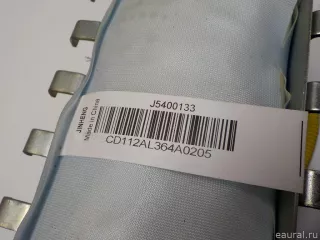 J5400133
JINHENG
Made in China
CD112AL364A0205
© eaural.ru